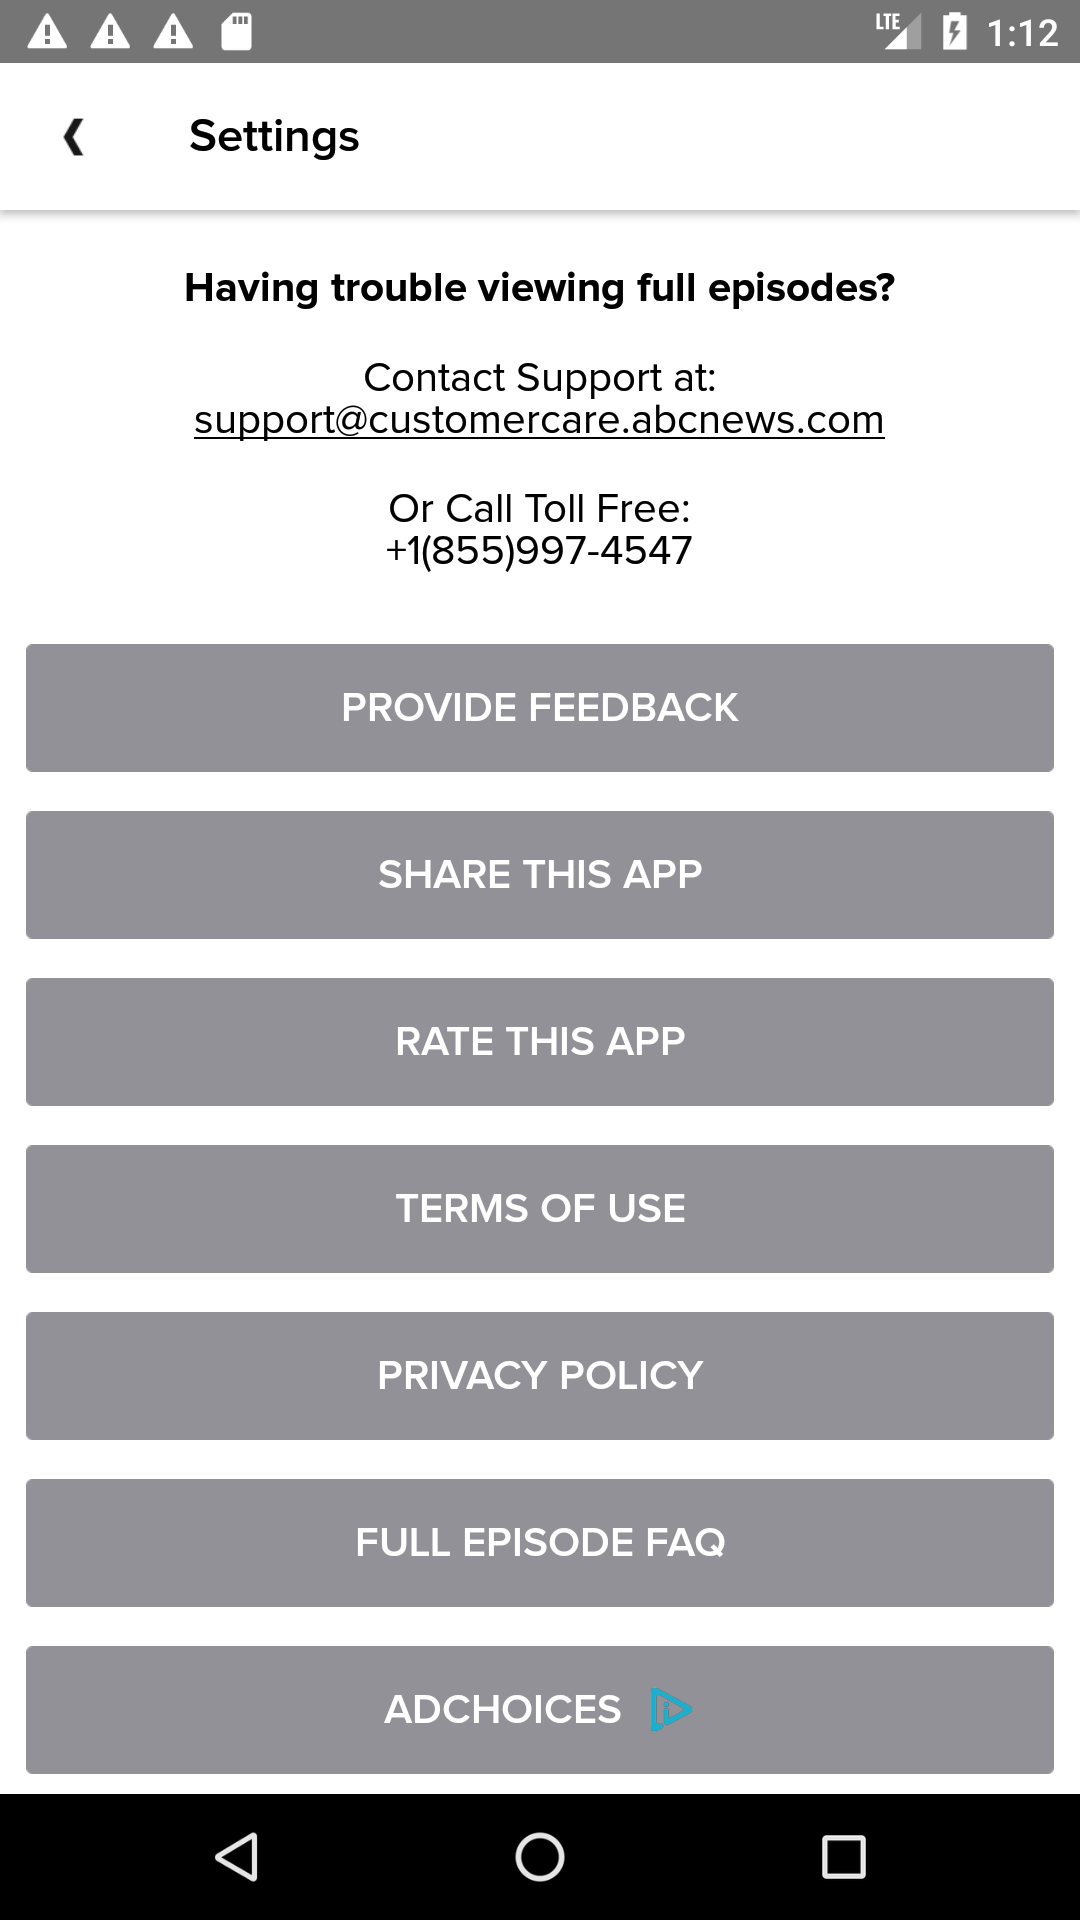 LTE 1:12
Settings
Having trouble viewing full episodes?
Contact Support at:
support@customercare.abcnews.com
Or Call Toll Free:
+1(855)997-4547
PROVIDE FEEDBACK
SHARE THIS APP
RATE THIS APP
TERMS OF USE
PRIVACY POLICY
FULL EPISODE FAQ
ADCHOICES